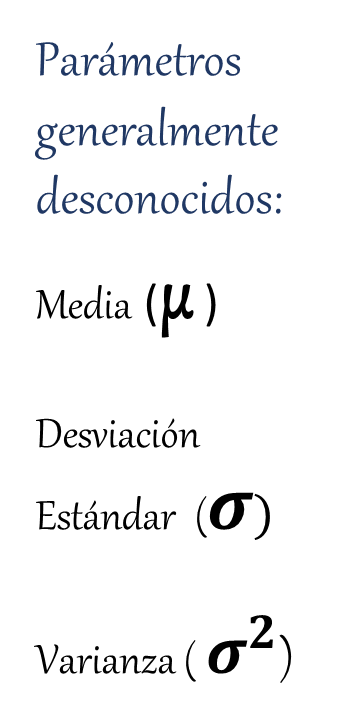 Parámetros
generalmente
desconocidos:
Media (μ )
Desviación
Estándar (σ)
Varianza ( σ²)